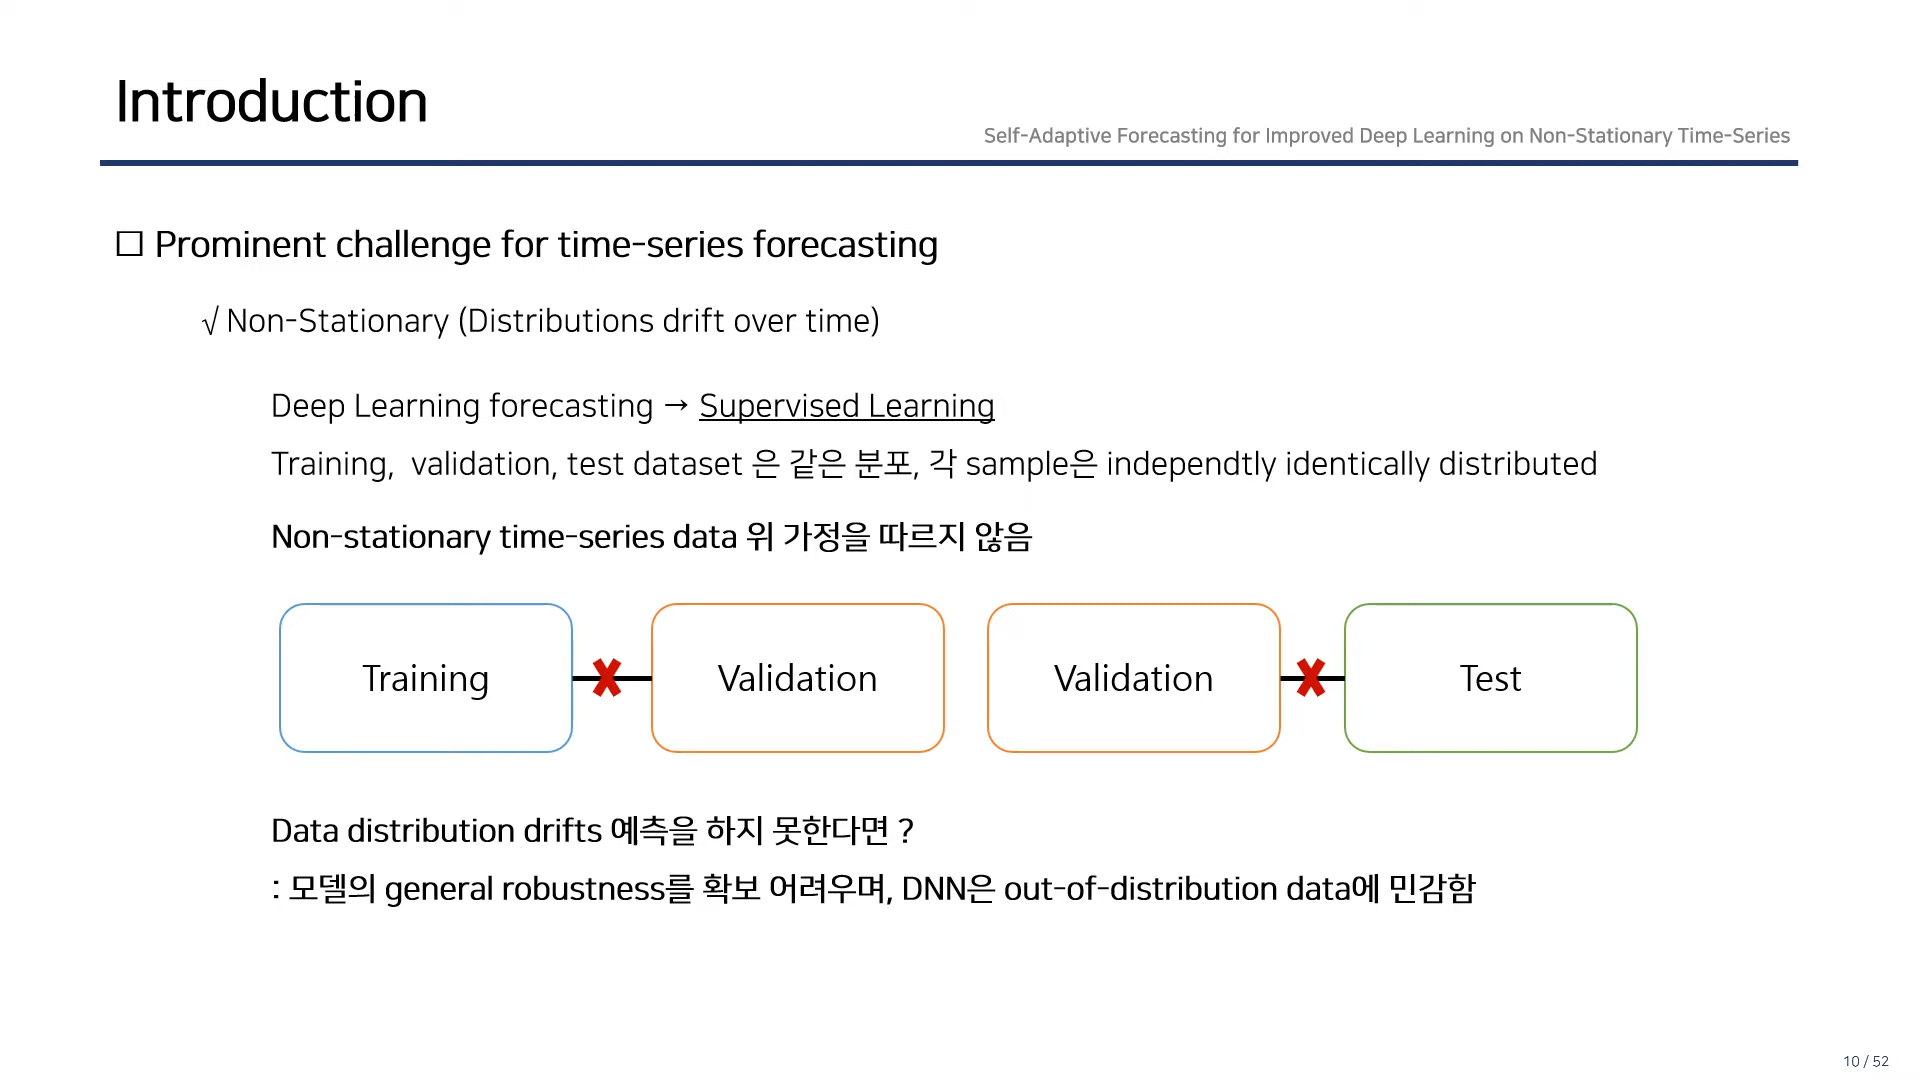 Introduction
Self-Adaptive Forecasting for Improved Deep Learning on Non-Stationary Time-Series
□ Prominent challenge for time-series forecasting
√ Non-Stationary (Distributions drift over time)
Deep Learning forecasting → Supervised Learning
Training, validation, test dataset 은 같은 분포, 각 sample은 independtly identically distributed
Non-stationary time-series data 위 가정을 따르지 않음
Training
Validation
Validation
Test
Data distribution drifts 예측을 하지 못한다면 ?
: 모델의 general robustness를 확보 어려우며, DNN은 out-of-distribution data에 민감함
10 / 52